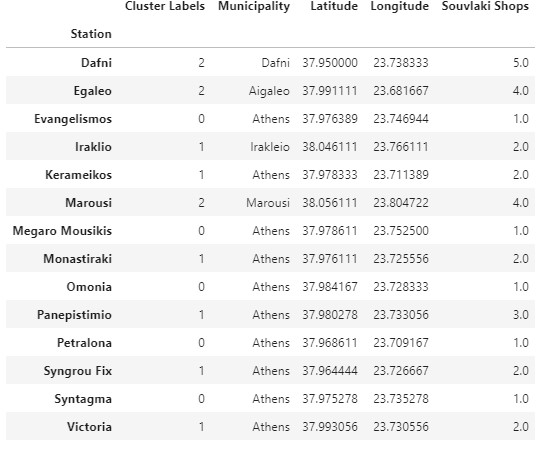 Cluster Labels Municipality Latitude Longitude Souvlaki Shops
Station
Dafni 2 Dafni 37.950000 23.738333 5.0
Egaleo 2 Aigaleo 37.991111 23.681667 4.0
Evangelismos 0 Athens 37.976389 23.746944 1.0
Iraklio 1 Irakleio 38.046111 23.766111 2.0
Kerameikos 1 Athens 37.978333 23.711389 2.0
Marousi 2 Marousi 38.056111 23.804722 4.0
Megaro Mousikis 0 Athens 37.978611 23.752500 1.0
Monastiraki 1 Athens 37.976111 23.725556 2.0
Omonia 0 Athens 37.984167 23.728333 1.0
Panepistimio 1 Athens 37.980278 23.733056 3.0
Petralona 0 Athens 37.968611 23.709167 1.0
Syngrou Fix 1 Athens 37.964444 23.726667 2.0
Syntagma 0 Athens 37.975278 23.735278 1.0
Victoria 1 Athens 37.993056 23.730556 2.0